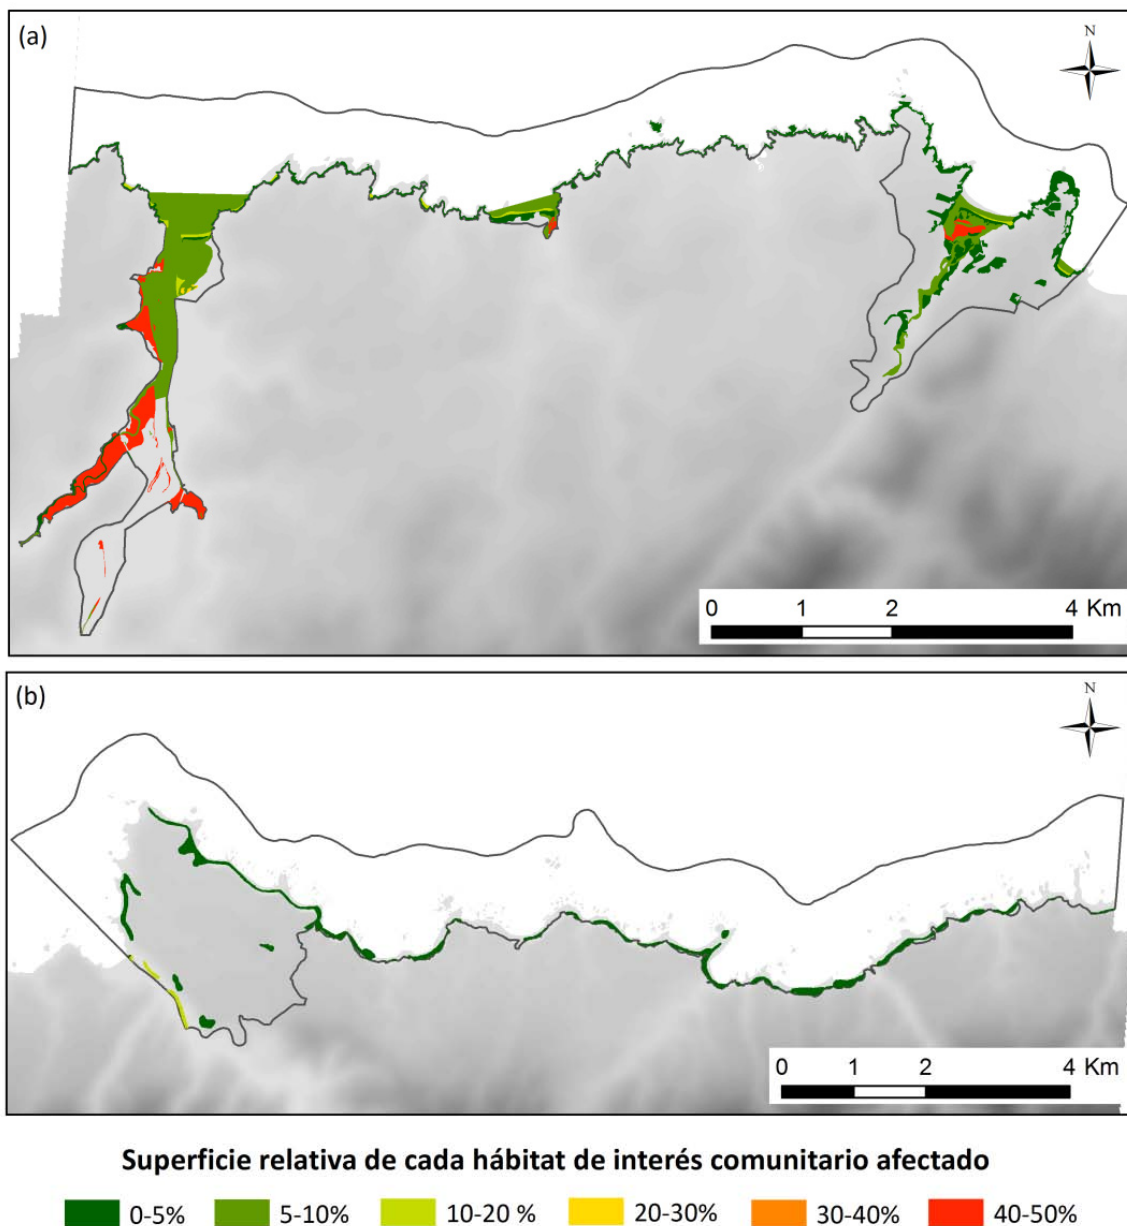 (a)
N
0 1 2 4 Km
(b)
N
0 1 2 4 Km
Superficie relativa de cada hábitat de interés comunitario afectado
0-5% 5-10% 10-20 % 20-30% 30-40% 40-50%